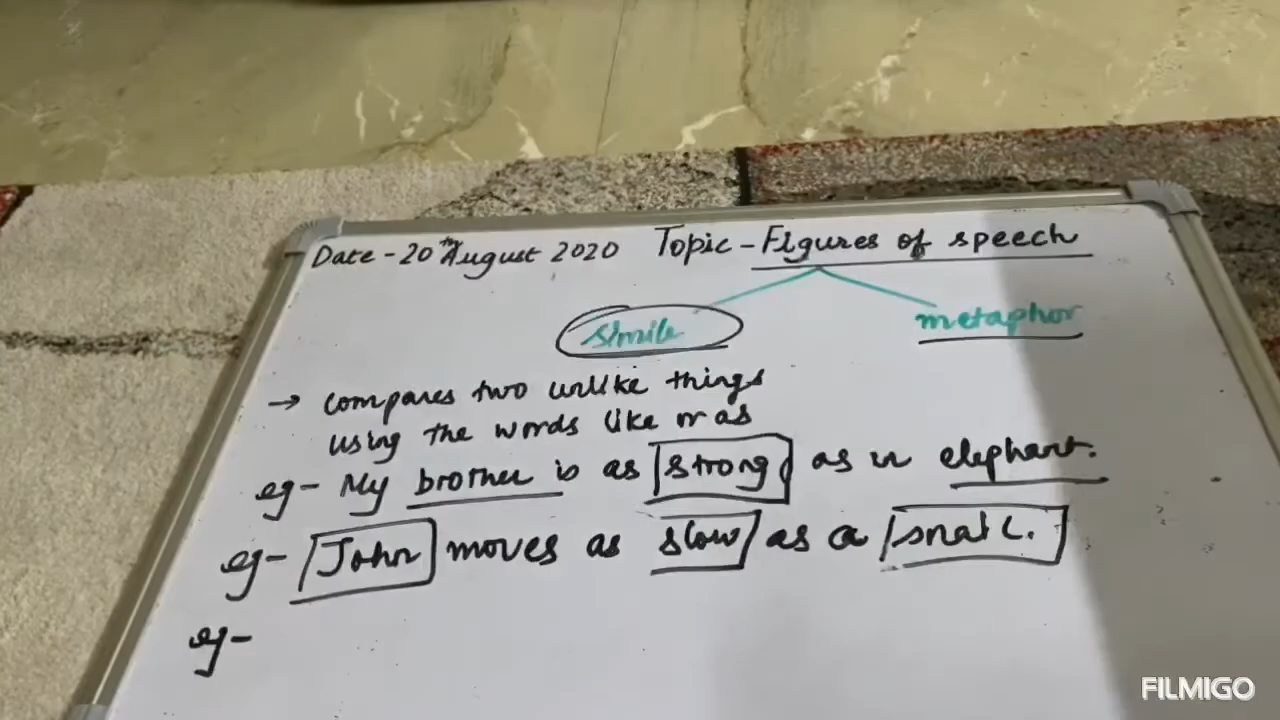 Date - 20th August 2020 Topic - Figures of speech
simile metaphor
→ compares two unlike things
using the words like or as
eg - My brother is as strong as an elephant.
eg - John moves as slow as a snail.
eg -
FILMIGO